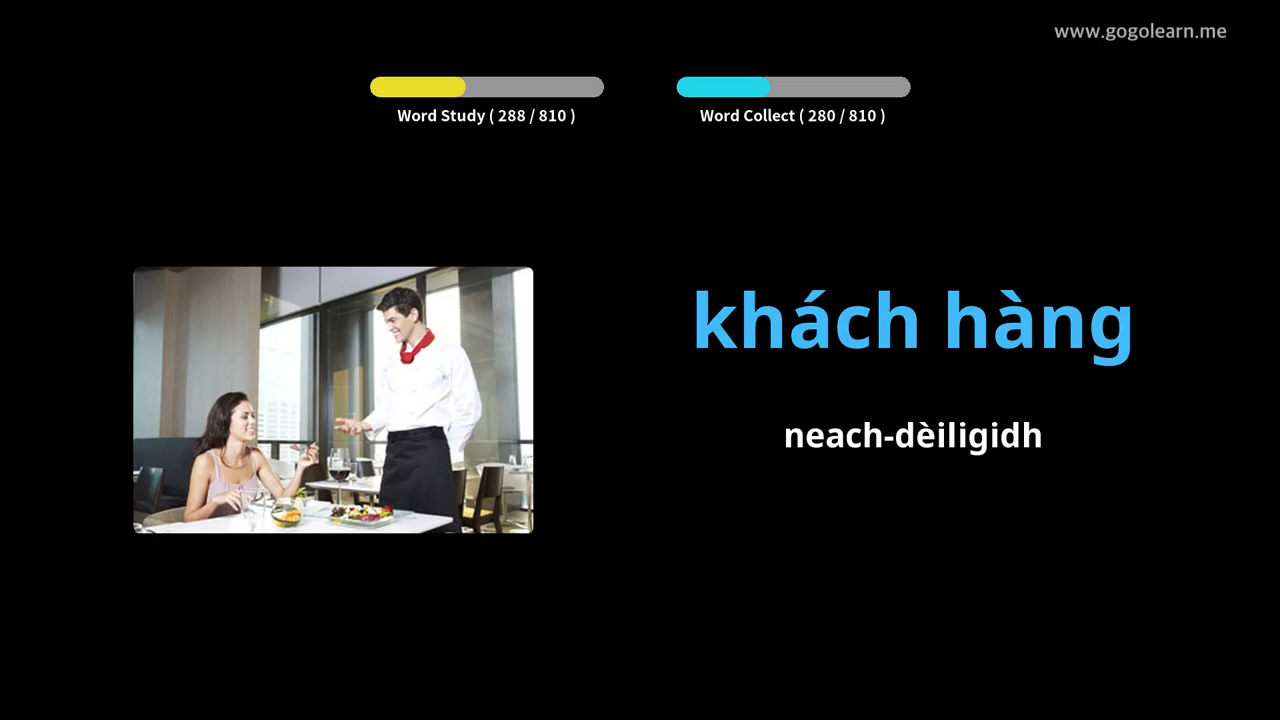 www.gogolearn.me
Word Study ( 288 / 810 )
Word Collect ( 280 / 810 )
khách hàng
neach-dèiligidh